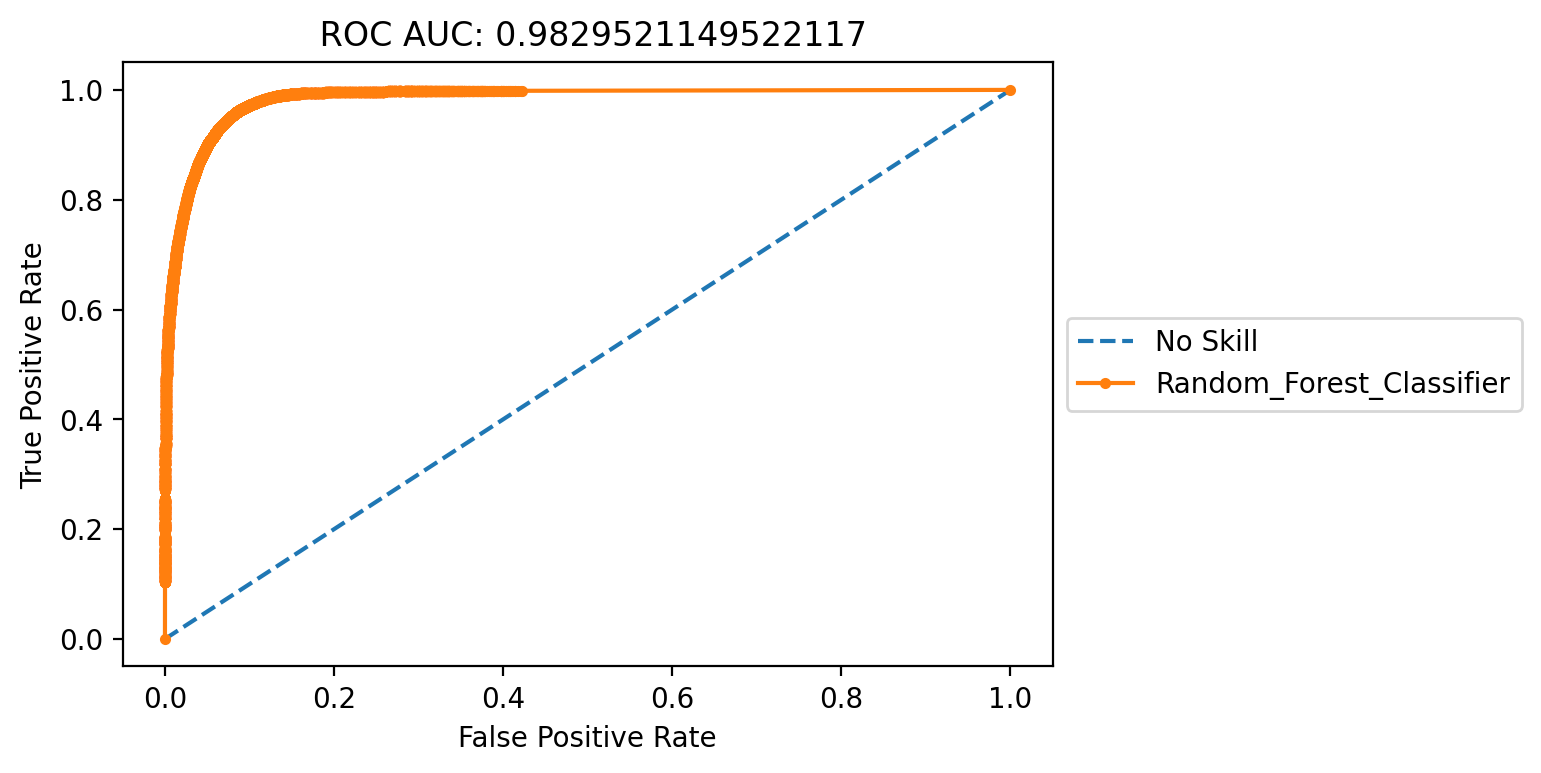 ROC AUC: 0.9829521149522117
1.0
0.8
0.6
0.4
0.2
0.0
True Positive Rate
0.0 0.2 0.4 0.6 0.8 1.0
False Positive Rate
No Skill
Random_Forest_Classifier